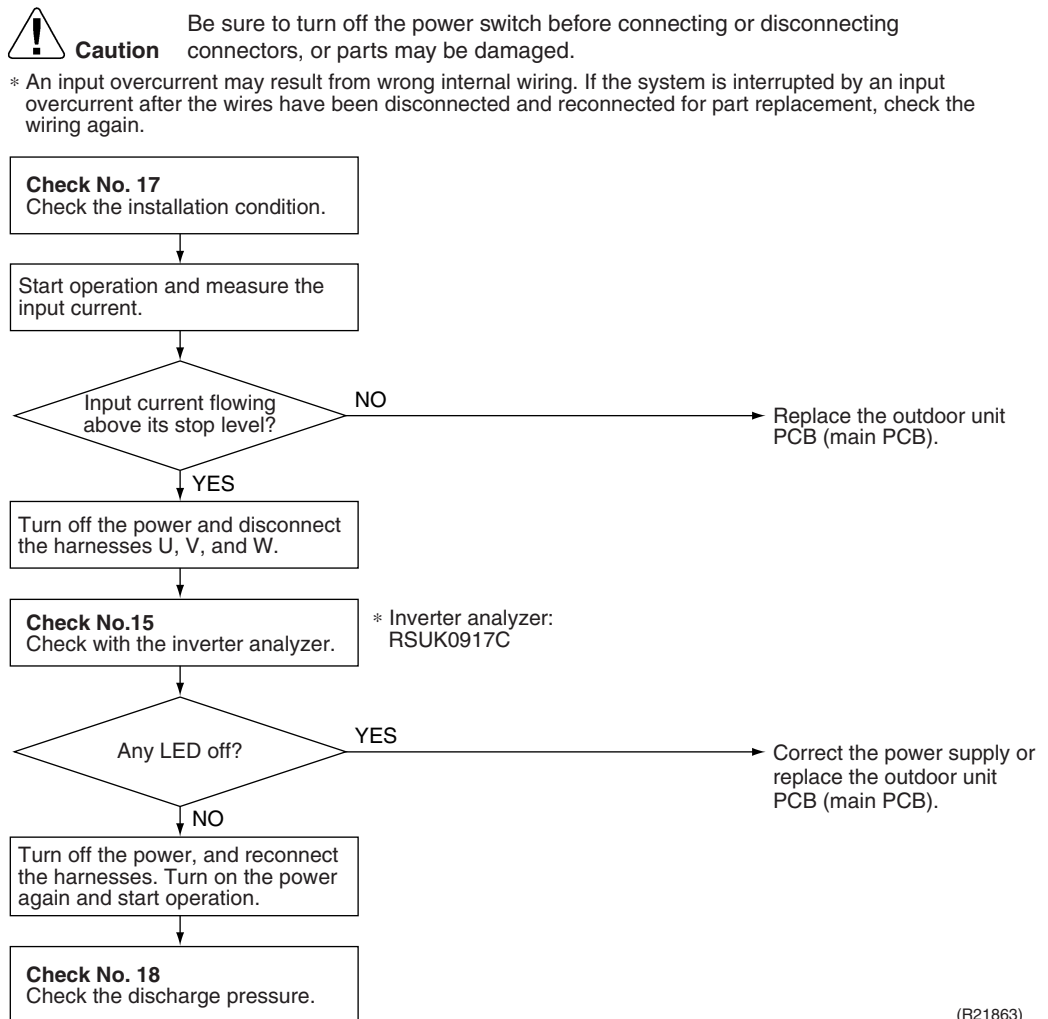 Be sure to turn off the power switch before connecting or disconnecting
Caution connectors, or parts may be damaged.
* An input overcurrent may result from wrong internal wiring. If the system is interrupted by an input
overcurrent after the wires have been disconnected and reconnected for part replacement, check the
wiring again.
Check No. 17
Check the installation condition.
Start operation and measure the
input current.
Input current flowing
above its stop level?
NO
Replace the outdoor unit
PCB (main PCB).
YES
Turn off the power and disconnect
the harnesses U, V, and W.
Check No.15
Check with the inverter analyzer.
* Inverter analyzer:
RSUK0917C
Any LED off?
YES
Correct the power supply or
replace the outdoor unit
PCB (main PCB).
NO
Turn off the power, and reconnect
the harnesses. Turn on the power
again and start operation.
Check No. 18
Check the discharge pressure.
(R21863)